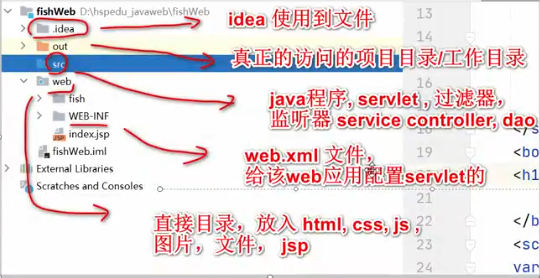 fishWeb D:\hspedu_javaweb\fishWeb
.idea
out
src
web
fish
WEB-INF
index.jsp
fishWeb.iml
External Libraries
Scratches and Consoles
idea 使用到文件
真正的访问的项目目录/工作目录
java程序, servlet , 过滤器,
监听器 service controller, dao
web.xml 文件,
给该web应用配置servlet的
直接目录，放入 html, css, js ,
图片，文件， jsp
13
14
18
19
20
21
22
23
24
</s
<bo
<h1
</b
<sc
var